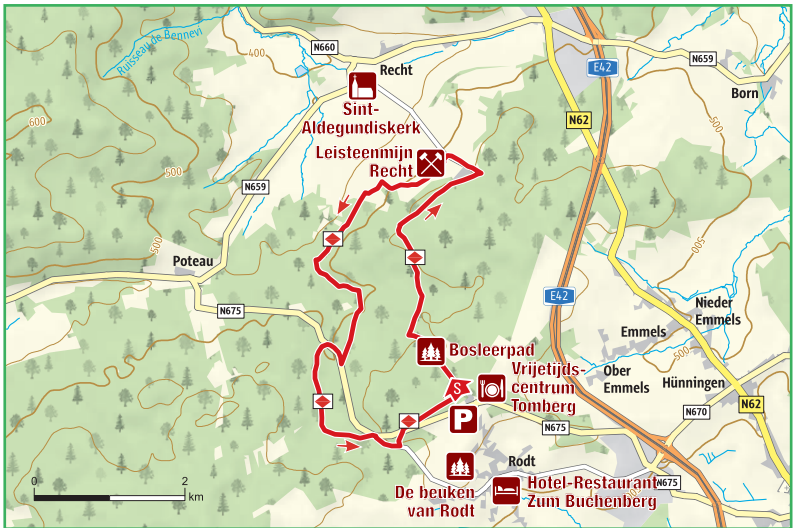 Ruisseau de Bennevi
400
N660
Recht
E42
N659
Born
Sint-
Aldegundiskerk
N62
600
500
Leisteenmijn
Recht
500
N659
500
Poteau
500
N675
E42
Nieder
Emmels
Emmels
500
Bosleerpad
Vrijetijds-
centrum
Tomberg
S
P
Ober
Emmels
Hünningen
N670
N62
N675
0
2
km
Rodt
De beuken
van Rodt
Hotel-Restaurant
Zum Buchenberg
500
N675